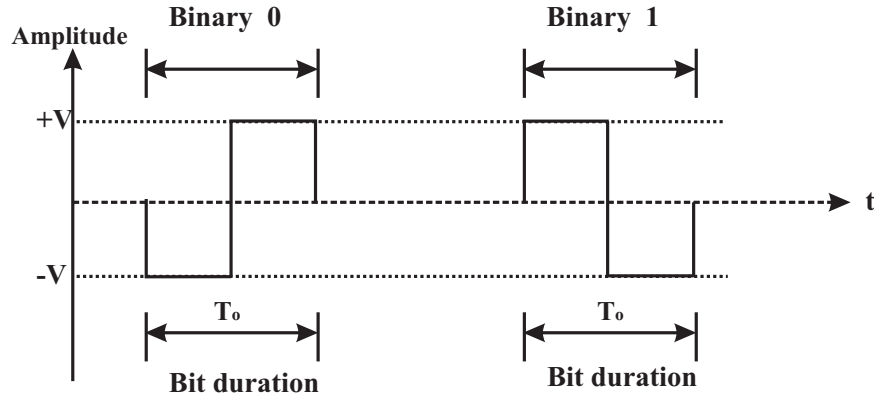 Binary 0
Binary 1
Amplitude
+V
t
-V
To
To
Bit duration
Bit duration